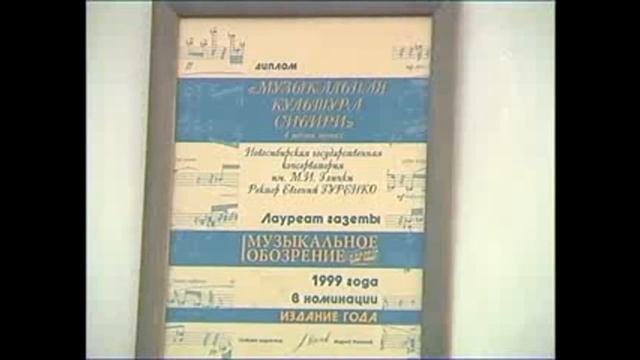 ДИПЛОМ
«МУЗЫКАЛЬНАЯ
КУЛЬТУРА
СИБИРИ»
Новосибирская государственная
консерватория
им. М.И. Глинки
Ректор Евгений ГУРЕНКО
Лауреат газеты
МУЗЫКАЛЬНОЕ
ОБОЗРЕНИЕ
1999 года
в номинации
ИЗДАНИЕ ГОДА